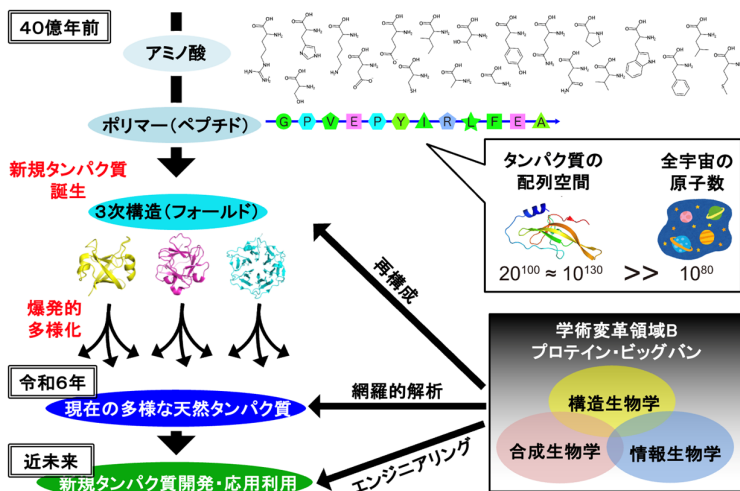 40億年前
アミノ酸
ポリマー(ペプチド)
G P V E P Y I R L F E A
新規タンパク質
誕生
3次構造(フォールド)
爆発的
多様化
令和6年
現在の多様な天然タンパク質
近未来
新規タンパク質開発・応用利用
タンパク質の
配列空間
全宇宙の
原子数
20¹⁰⁰ ≈ 10¹³⁰ >> 10⁸⁰
再構成
網羅的解析
エンジニアリング
学術変革領域B
プロテイン・ビッグバン
構造生物学
合成生物学
情報生物学